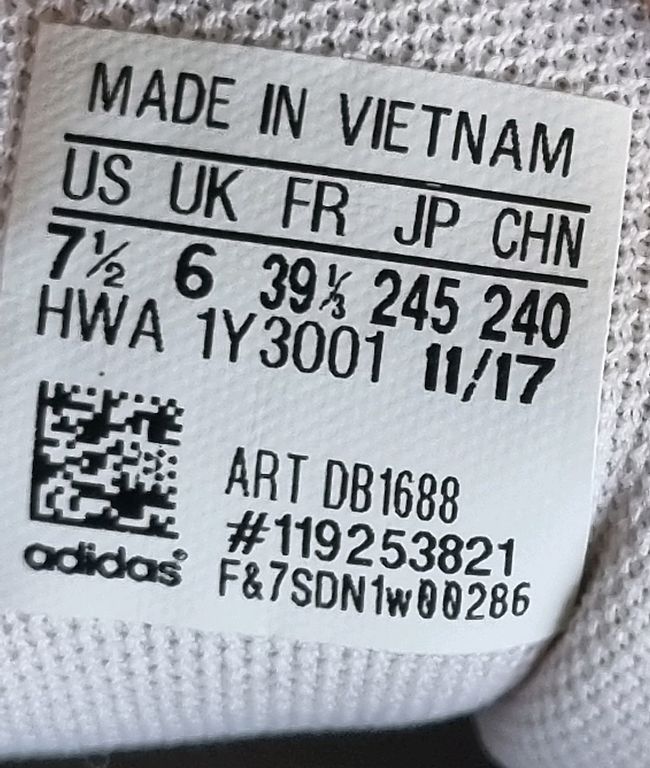 MADE IN VIETNAM
US UK FR JP CHN
7½ 6 39⅓ 245 240
HWA 1Y3001 11/17
ART DB1688
#119253821
adidas®
F&7SDN1w00286